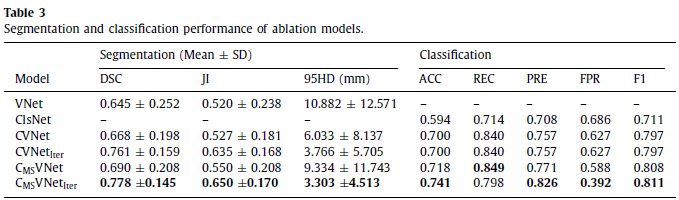 Table 3
Segmentation and classification performance of ablation models.
Segmentation (Mean ± SD) Classification
Model DSC JI 95HD (mm) ACC REC PRE FPR F1
VNet 0.645 ± 0.252 0.520 ± 0.238 10.882 ± 12.571 – – – – –
ClsNet – – – 0.594 0.714 0.708 0.686 0.711
CVNet 0.668 ± 0.198 0.527 ± 0.181 6.033 ± 8.137 0.700 0.840 0.757 0.627 0.797
CVNetIter 0.761 ± 0.159 0.635 ± 0.168 3.766 ± 5.705 0.700 0.840 0.757 0.627 0.797
CMSVNet 0.690 ± 0.208 0.550 ± 0.208 9.334 ± 11.743 0.718 0.849 0.771 0.588 0.808
CMSVNetIter 0.778 ±0.145 0.650 ±0.170 3.303 ±4.513 0.741 0.798 0.826 0.392 0.811